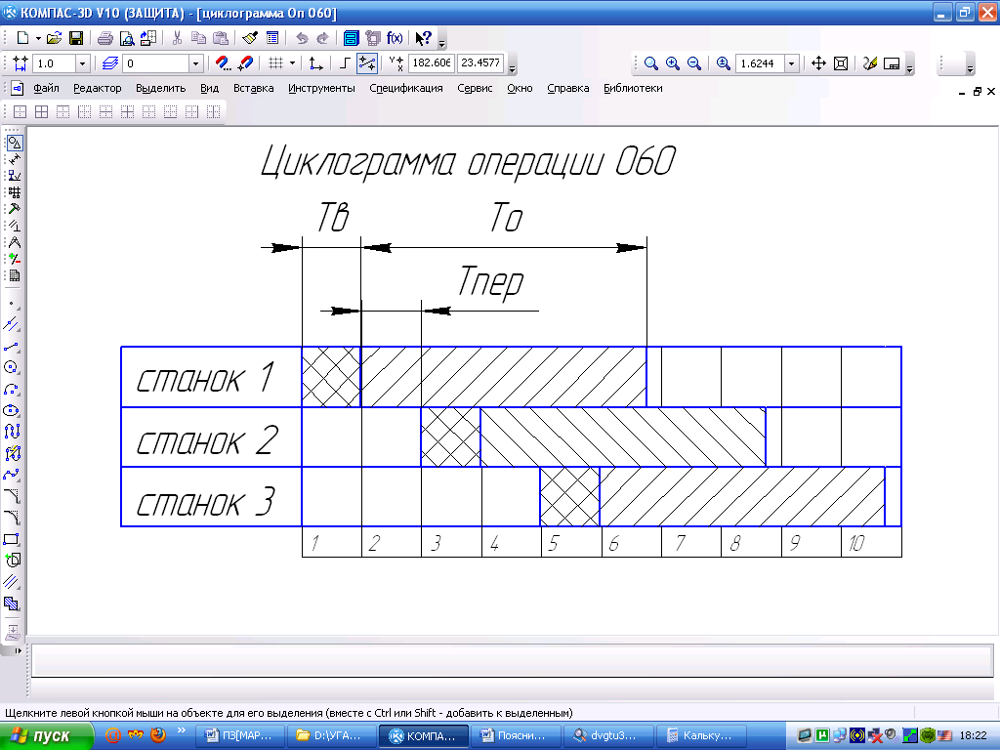 КОМПАС-3D V10 (ЗАЩИТА) - [циклограмма Оп 060]
1.0
0
f(x)
182.606
23.4577
1.6244
Файл Редактор Выделить Вид Вставка Инструменты Спецификация Сервис Окно Справка Библиотеки
Циклограмма операции 060
Тв
То
Тпер
станок 1
станок 2
станок 3
1 2 3 4 5 6 7 8 9 10
Щелкните левой кнопкой мыши на объекте для его выделения (вместе с Ctrl или Shift - добавить к выделенным)
пуск
ПЗ[МАР...
D:\УГА...
КОМПА...
Поясни...
dvgtu3...
Кальку...
18:22